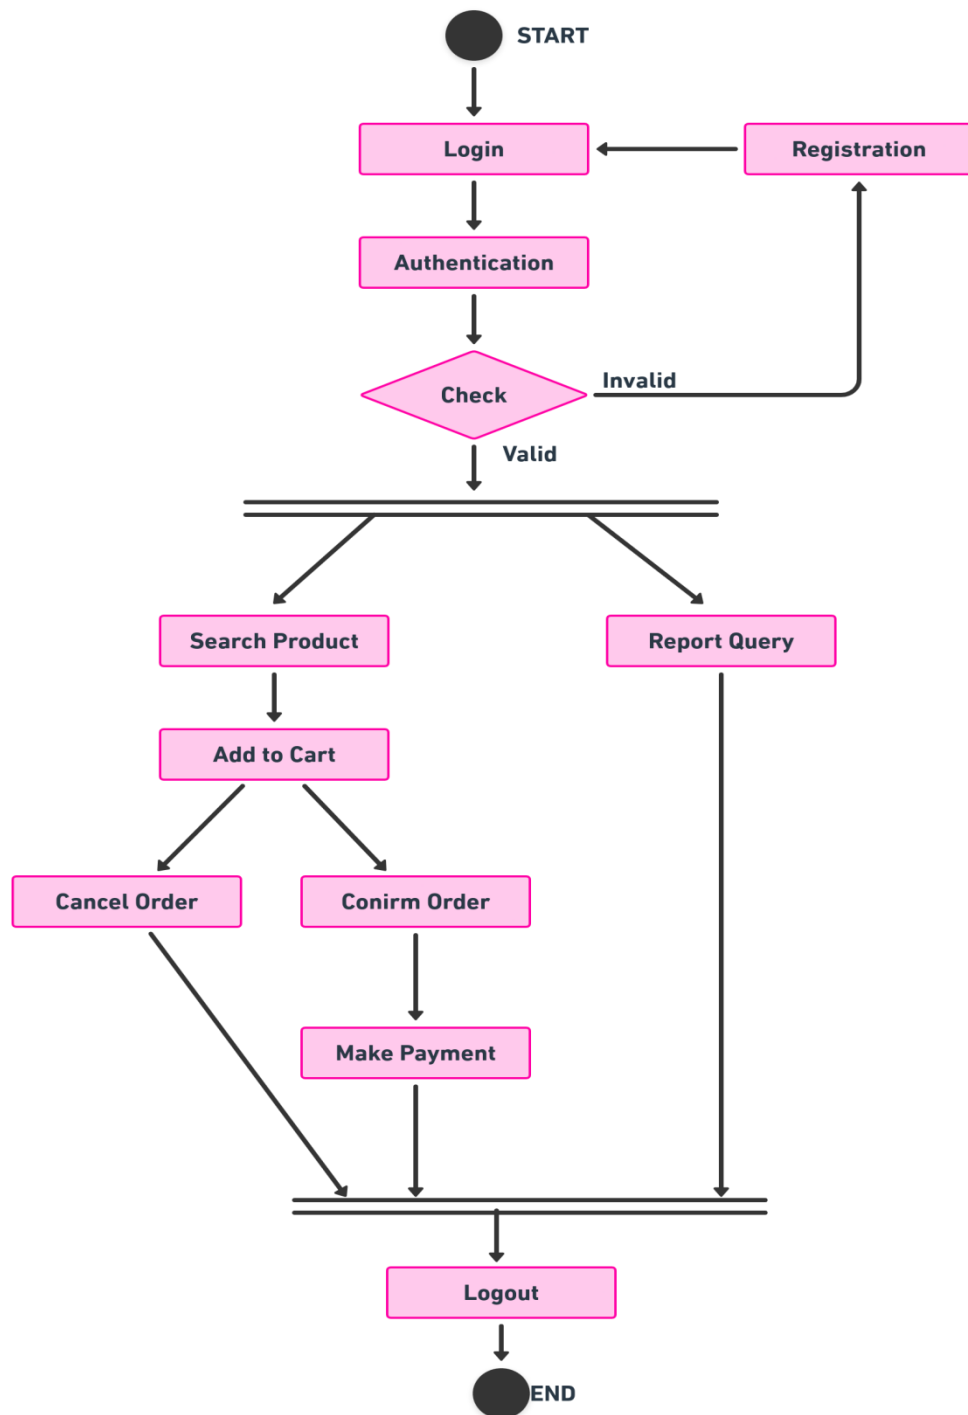 START
Login
Registration
Authentication
Check
Invalid
Valid
Search Product
Report Query
Add to Cart
Cancel Order
Conirm Order
Make Payment
Logout
END